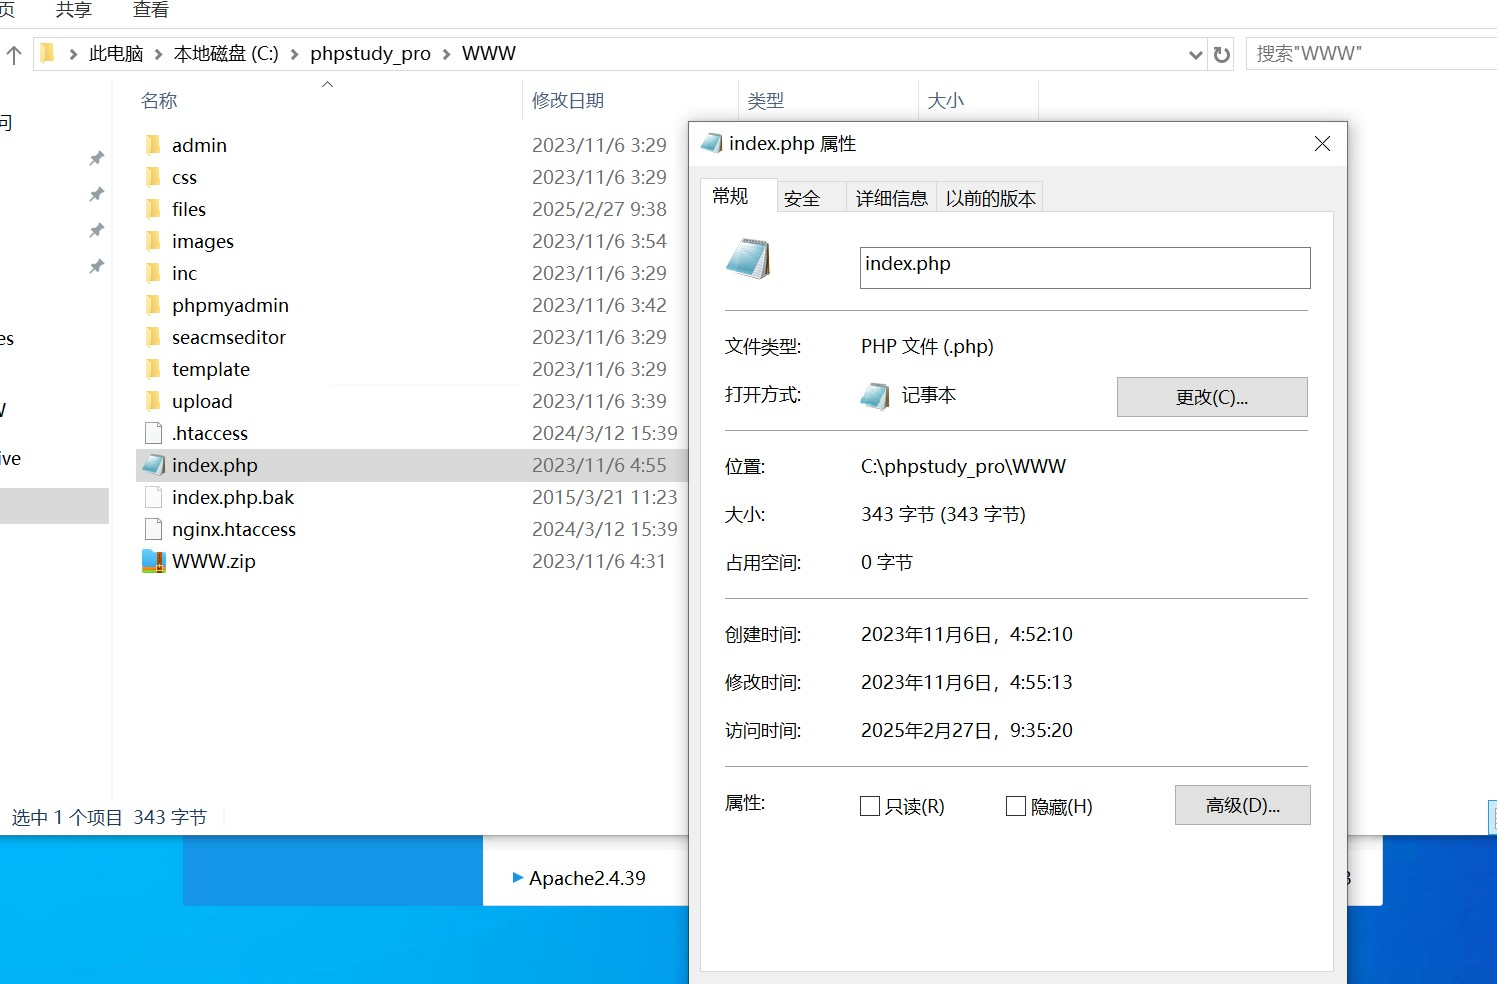 页 共享 查看
此电脑 本地磁盘 (C:) phpstudy_pro WWW
搜索"WWW"
名称 修改日期 类型 大小
问
admin 2023/11/6 3:29
css 2023/11/6 3:29
files 2025/2/27 9:38
images 2023/11/6 3:54
inc 2023/11/6 3:29
phpmyadmin 2023/11/6 3:42
es
seacmseditor 2023/11/6 3:29
template 2023/11/6 3:29
upload 2023/11/6 3:39
.htaccess 2024/3/12 15:39
ive
index.php 2023/11/6 4:55
index.php.bak 2015/3/21 11:23
nginx.htaccess 2024/3/12 15:39
WWW.zip 2023/11/6 4:31
选中 1 个项目 343 字节
Apache2.4.39
index.php 属性
常规 安全 详细信息 以前的版本
index.php
文件类型: PHP 文件 (.php)
打开方式: 记事本 更改(C)...
位置: C:\phpstudy_pro\WWW
大小: 343 字节 (343 字节)
占用空间: 0 字节
创建时间: 2023年11月6日，4:52:10
修改时间: 2023年11月6日，4:55:13
访问时间: 2025年2月27日，9:35:20
属性: 只读(R) 隐藏(H) 高级(D)...